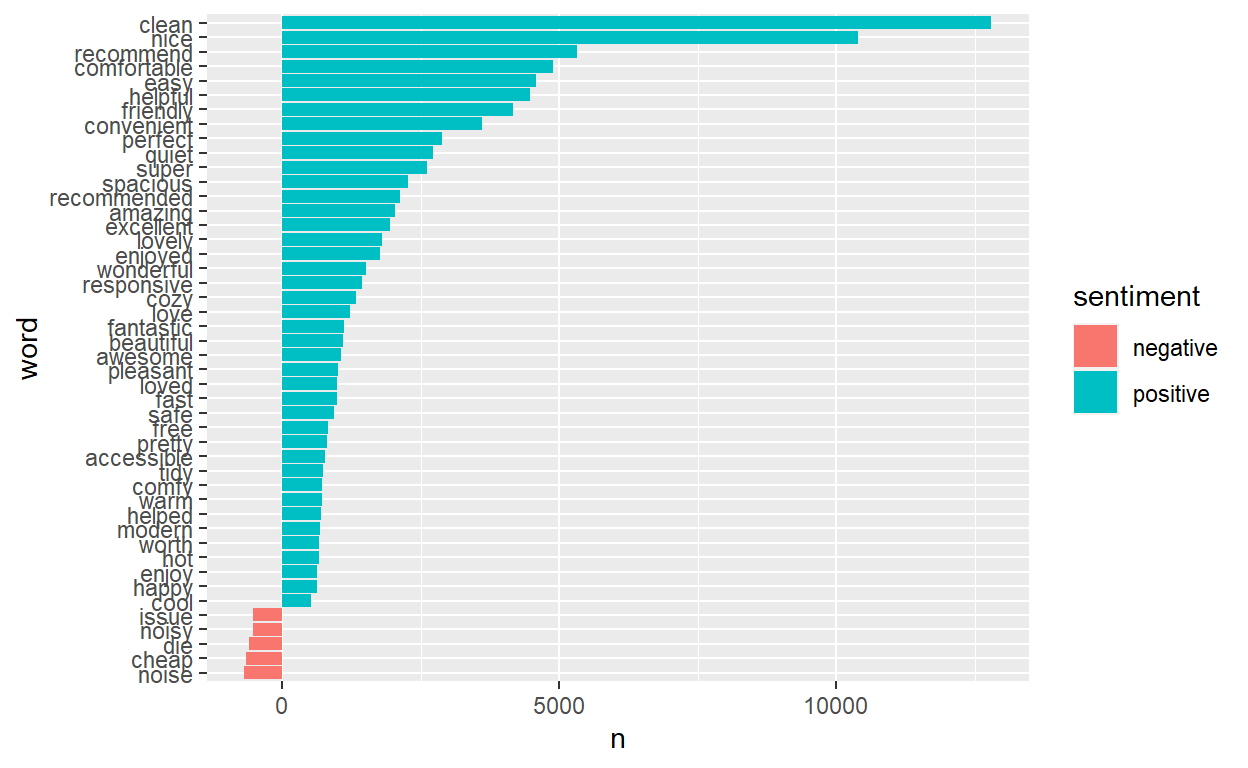 clean
nice
recommend
comfortable
easy
helpful
friendly
convenient
perfect
quiet
super
spacious
recommended
amazing
excellent
lovely
enjoyed
wonderful
responsive
cozy
love
fantastic
beautiful
awesome
pleasant
loved
fast
safe
free
pretty
accessible
tidy
comfy
warm
helped
modern
worth
hot
enjoy
happy
cool
issue
noisy
die
cheap
noise
word
0 5000 10000
n
sentiment
negative
positive